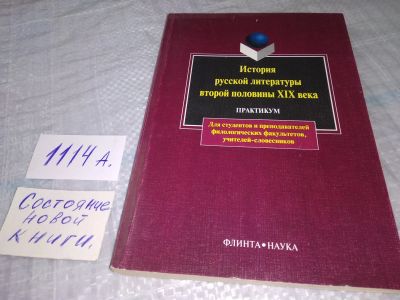 История
русской литературы
второй половины XIX века
ПРАКТИКУМ
Для студентов и преподавателей
филологических факультетов,
учителей-словесников
ФЛИНТА • НАУКА
1114 А.
Состояние
новой
книги.